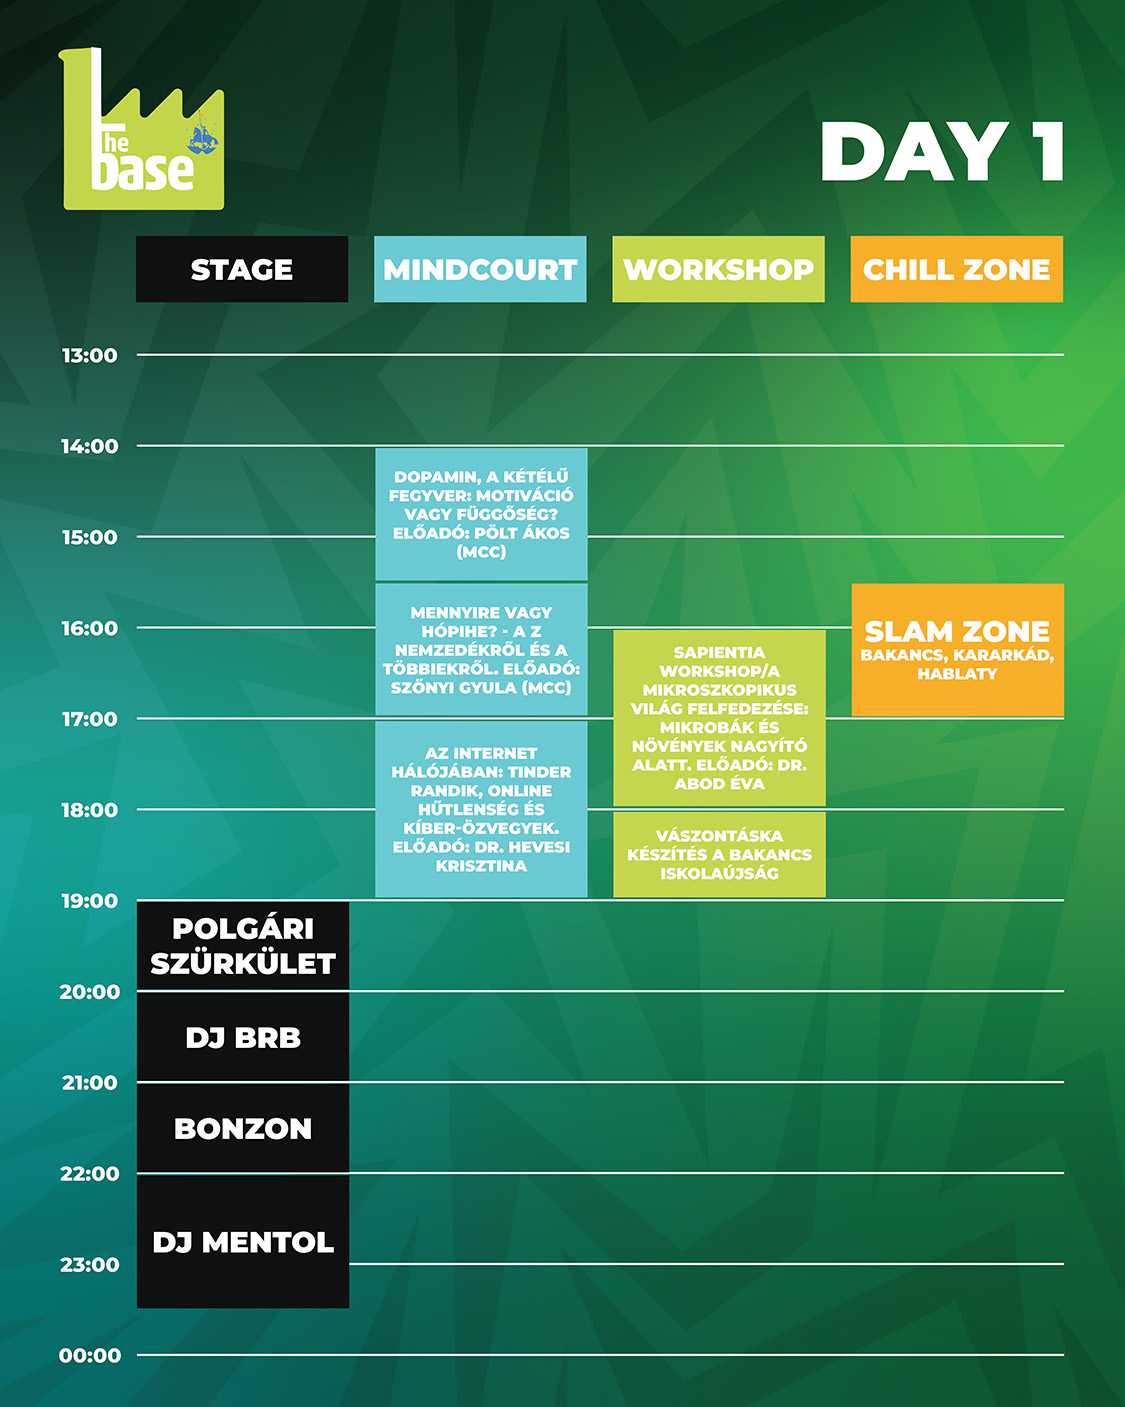 the
base
DAY 1
STAGE
MINDCOURT
WORKSHOP
CHILL ZONE
13:00
14:00
DOPAMIN, A KÉTÉLŰ
FEGYVER: MOTIVÁCIÓ
VAGY FÜGGŐSÉG?
ELŐADÓ: PÖLT ÁKOS
(MCC)
15:00
16:00
MENNYIRE VAGY
HÓPIHE? - A Z
NEMZEDÉKRŐL ÉS A
TÖBBIEKRŐL. ELŐADÓ:
SZŐNYI GYULA (MCC)
SAPIENTIA
WORKSHOP/A
MIKROSZKOPIKUS
VILÁG FELFEDEZÉSE:
MIKROBÁK ÉS
NÖVÉNYEK NAGYÍTÓ
ALATT. ELŐADÓ: DR.
ABOD ÉVA
SLAM ZONE
BAKANCS, KARARKÁD,
HABLATY
17:00
AZ INTERNET
HÁLÓJÁBAN: TINDER
RANDIK, ONLINE
HŰTLENSÉG ÉS
KÍBER-ÖZVEGYEK.
ELŐADÓ: DR. HEVESI
KRISZTINA
18:00
VÁSZONTÁSKA
KÉSZÍTÉS A BAKANCS
ISKOLAÚJSÁG
19:00
POLGÁRI
SZÜRKÜLET
20:00
DJ BRB
21:00
BONZON
22:00
DJ MENTOL
23:00
00:00